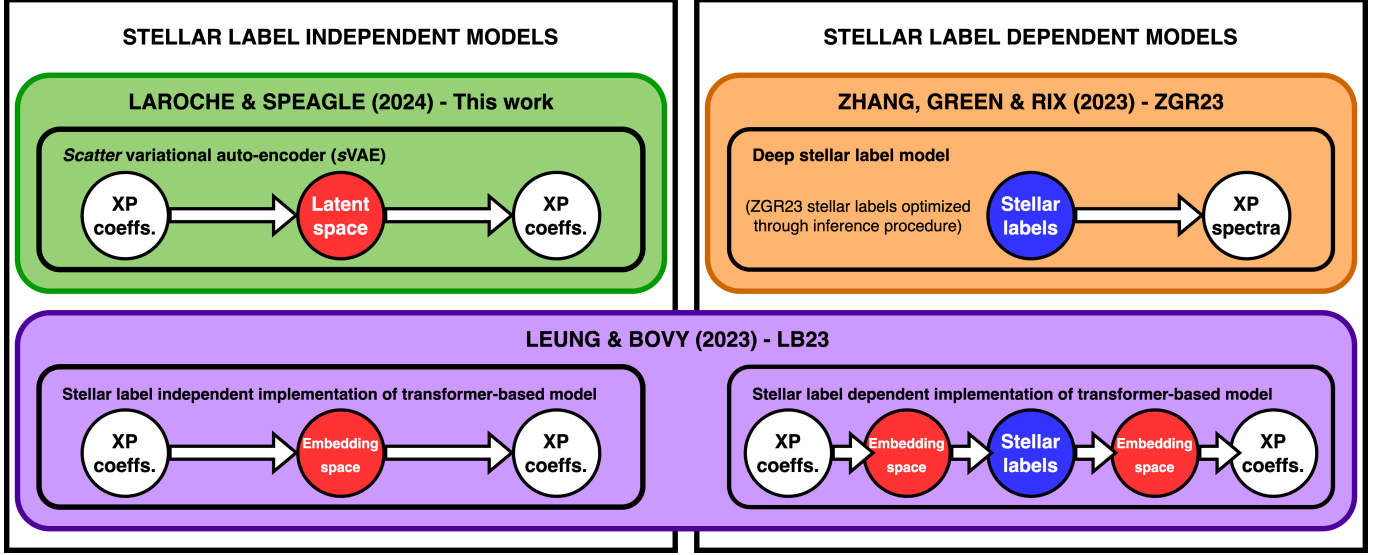 STELLAR LABEL INDEPENDENT MODELS
LAROCHE & SPEAGLE (2024) - This work
Scatter variational auto-encoder (sVAE)
XP
coeffs.
Latent
space
XP
coeffs.
STELLAR LABEL DEPENDENT MODELS
ZHANG, GREEN & RIX (2023) - ZGR23
Deep stellar label model
(ZGR23 stellar labels optimized
through inference procedure)
Stellar
labels
XP
spectra
LEUNG & BOVY (2023) - LB23
Stellar label independent implementation of transformer-based model
XP
coeffs.
Embedding
space
XP
coeffs.
Stellar label dependent implementation of transformer-based model
XP
coeffs.
Embedding
space
Stellar
labels
Embedding
space
XP
coeffs.